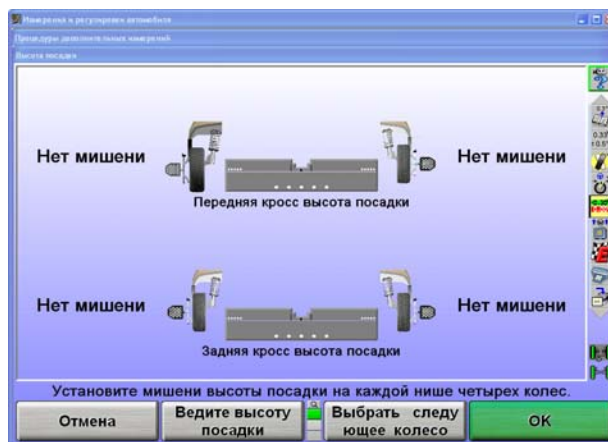 Измерения и регулировки автомобиля
Процедуры дополнительных измерений
Высота посадки
Нет мишени
Нет мишени
Передняя кросс высота посадки
Нет мишени
Нет мишени
Задняя кросс высота посадки
Установите мишени высоты посадки на каждой нише четырех колес.
Отмена
Ведите высоту
посадки
Выбрать следу
ющее колесо
OK